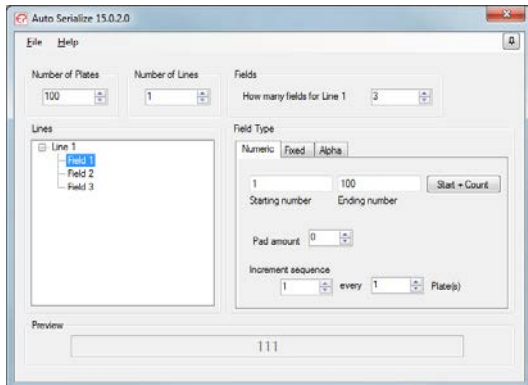 Auto Serialize 15.0.2.0
File Help
Number of Plates
100
Number of Lines
1
Fields
How many fields for Line 1
3
Lines
Line 1
Field 1
Field 2
Field 3
Field Type
Numeric Fixed Alpha
1 100 Start + Count
Starting number Ending number
Pad amount 0
Increment sequence
1 every 1 Plate(s)
Preview
111